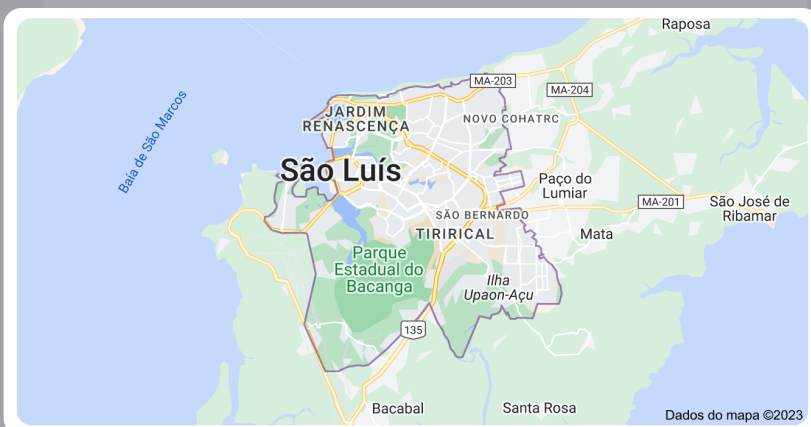 Raposa
MA-203
MA-204
Baía de São Marcos
JARDIM
RENASCENÇA
NOVO COHATRC
São Luís
Paço do
Lumiar
MA-201
São José de
Ribamar
SÃO BERNARDO
TIRIRICAL
Mata
Parque
Estadual do
Bacanga
Ilha
Upaon-Açu
135
Bacabal
Santa Rosa
Dados do mapa ©2023